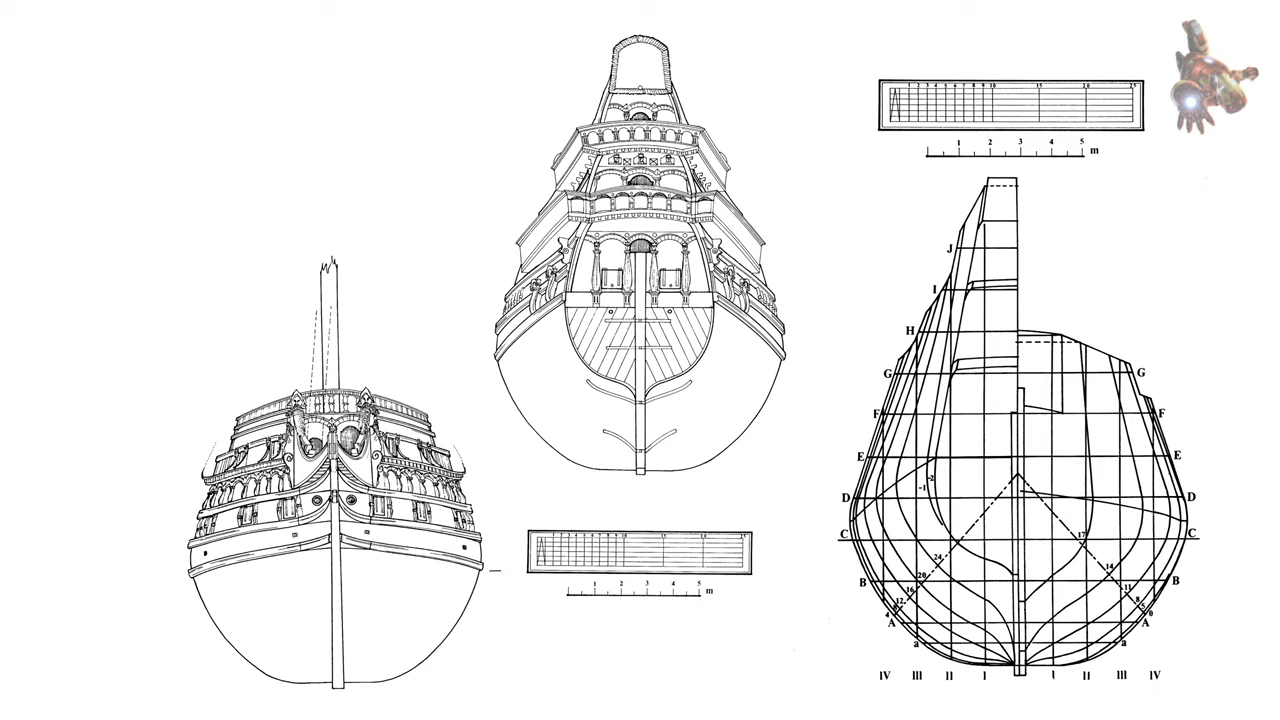 1 2 3 4 5 6 7 8 9 10 15 20 25
1 2 3 4 5 m
J
I
H
G G
F F
E E
-2
-1
D D
C C
17
24
14
20
B B
16 11
12 8
8 5
4 0
A A
a a
IV III II I I II III IV
1 2 3 4 5 6 7 8 9 10 15 20 25
1 2 3 4 5 m